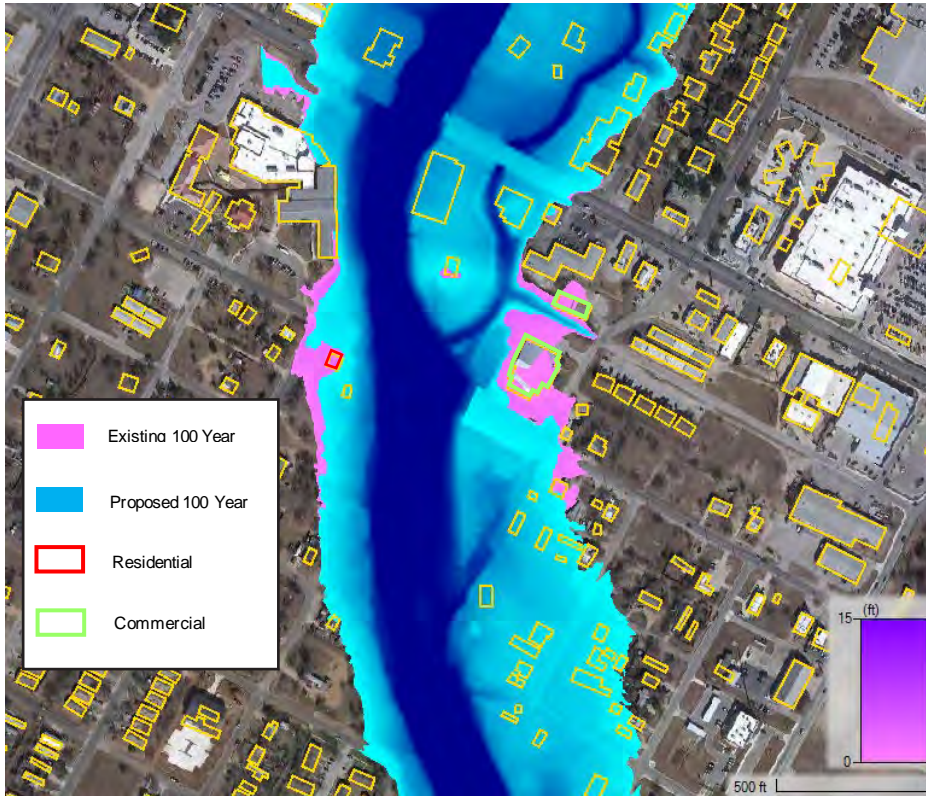 Existing 100 Year
Proposed 100 Year
Residential
Commercial
(ft)
15
0
500 ft